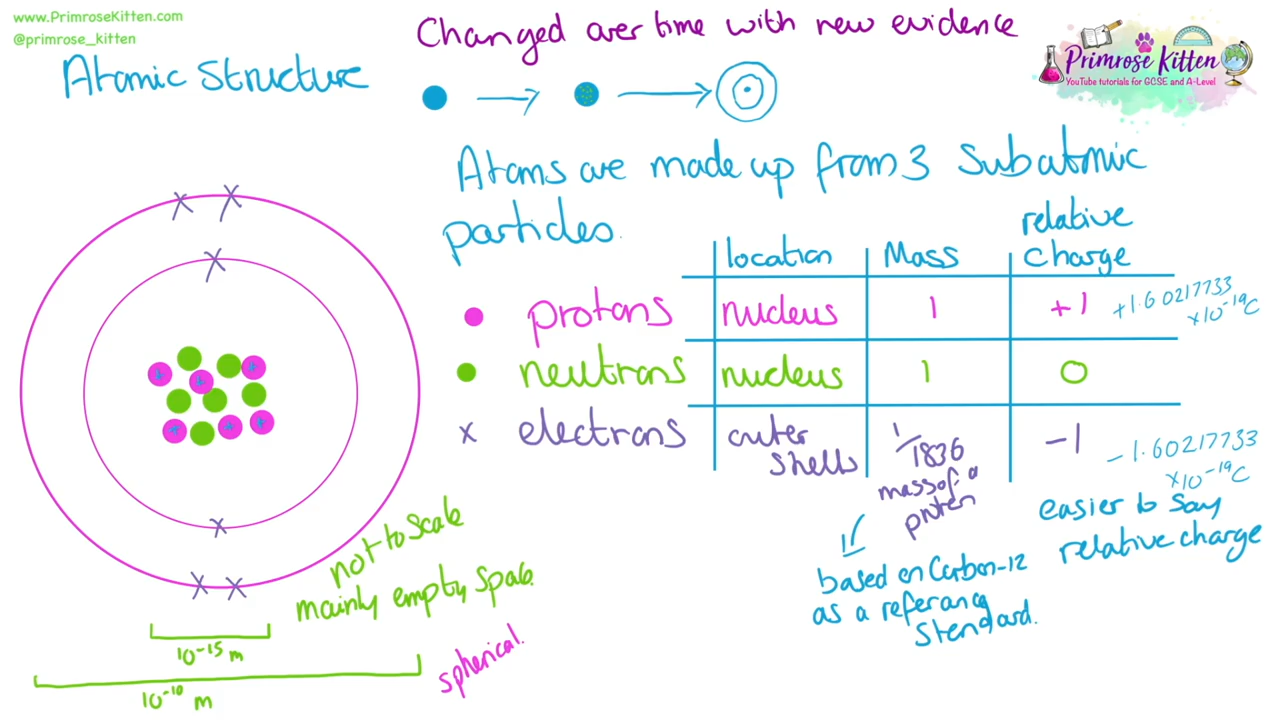 www.PrimroseKitten.com
@primrose_kitten
Changed over time with new evidence
Primrose Kitten
YouTube tutorials for GCSE and A-Level
Atomic Structure
Atoms are made up from 3 Subatomic
particles.
location
Mass
relative
Charge
protons
nucleus
1
+1
+1.60217733
×10⁻¹⁹C
neutrons
nucleus
1
0
electrons
outer
shells
1/1836
mass of a
proton
-1
-1.60217733
×10⁻¹⁹C
easier to say
relative charge
based on Carbon-12
as a referance
standard.
not to scale
mainly empty space.
10⁻¹⁵ m
10⁻¹⁰ m
spherical.